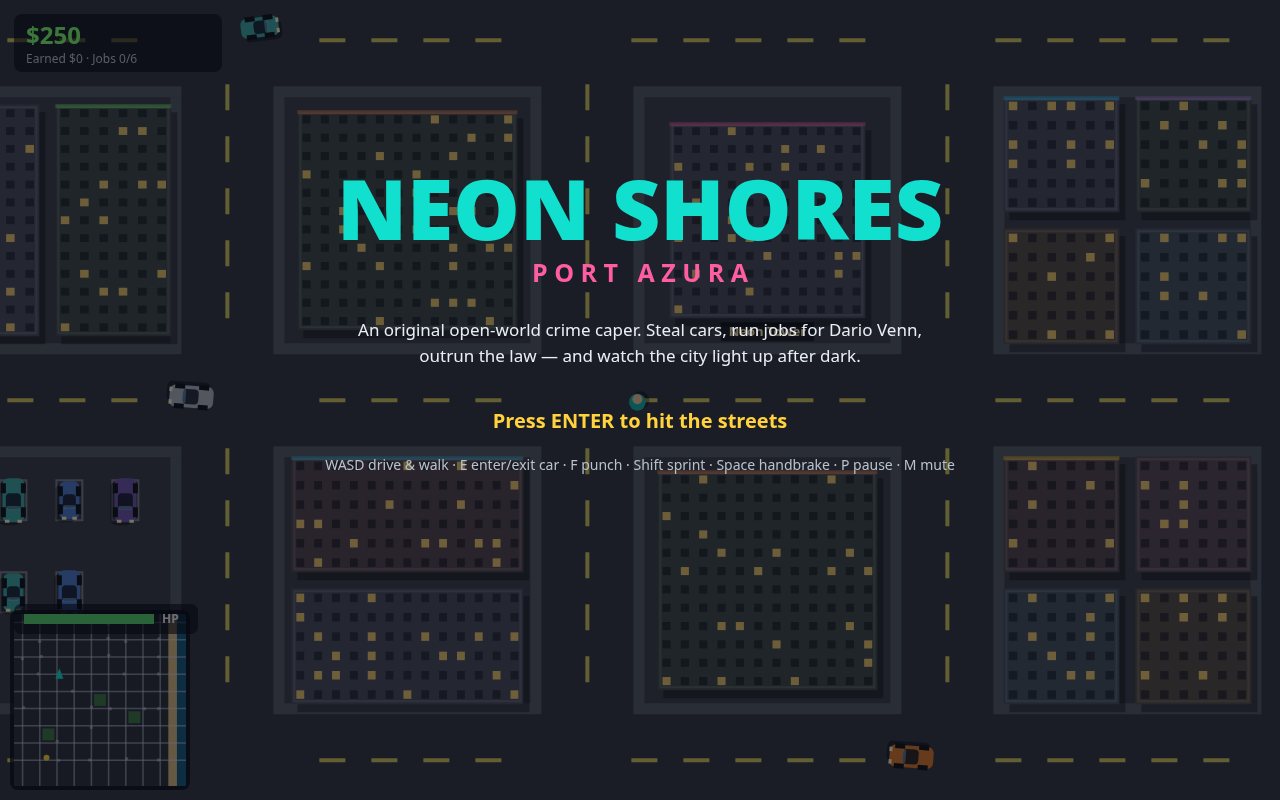 $250
Earned $0 · Jobs 0/6
NEON SHORES
PORT AZURA
An original open-world crime caper. Steal cars, run jobs for Dario Venn,
outrun the law — and watch the city light up after dark.
Press ENTER to hit the streets
WASD drive & walk · E enter/exit car · F punch · Shift sprint · Space handbrake · P pause · M mute
HP